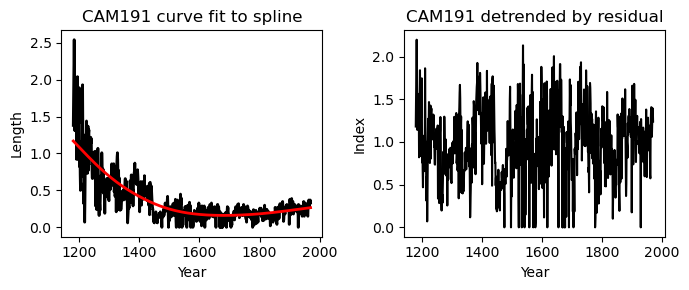 CAM191 curve fit to spline
2.5
2.0
1.5
1.0
0.5
0.0
Length
1200 1400 1600 1800 2000
Year
CAM191 detrended by residual
2.0
1.5
1.0
0.5
0.0
Index
1200 1400 1600 1800 2000
Year